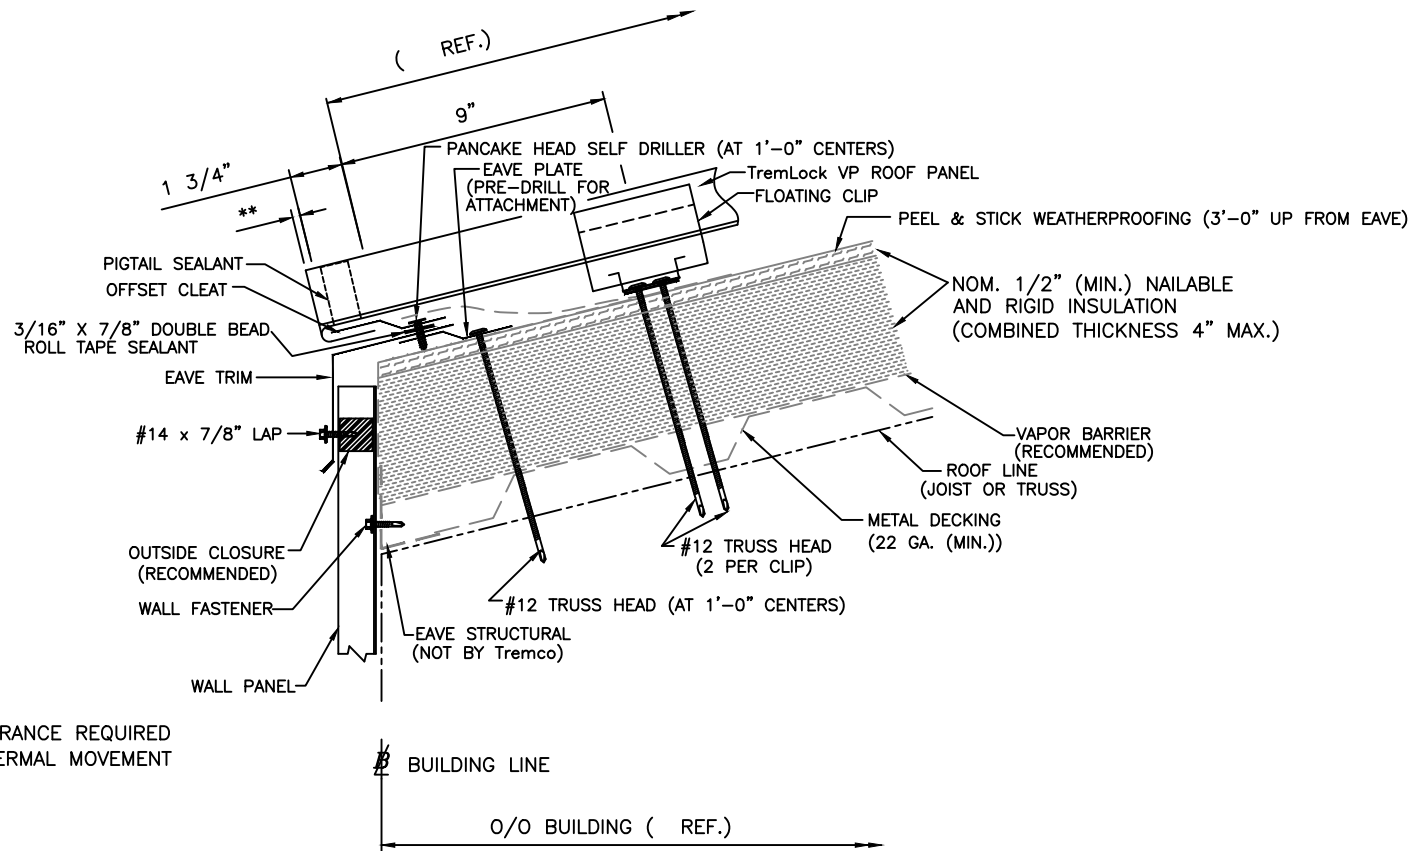 ( REF.)
9"
1 3/4"
**
PANCAKE HEAD SELF DRILLER (AT 1'-0" CENTERS)
EAVE PLATE
(PRE-DRILL FOR
ATTACHMENT)
TremLock VP ROOF PANEL
FLOATING CLIP
PEEL & STICK WEATHERPROOFING (3'-0" UP FROM EAVE)
PIGTAIL SEALANT
OFFSET CLEAT
3/16" X 7/8" DOUBLE BEAD
ROLL TAPE SEALANT
EAVE TRIM
#14 x 7/8" LAP
NOM. 1/2" (MIN.) NAILABLE
AND RIGID INSULATION
(COMBINED THICKNESS 4" MAX.)
VAPOR BARRIER
(RECOMMENDED)
ROOF LINE
(JOIST OR TRUSS)
METAL DECKING
(22 GA. (MIN.))
#12 TRUSS HEAD
(2 PER CLIP)
OUTSIDE CLOSURE
(RECOMMENDED)
WALL FASTENER
#12 TRUSS HEAD (AT 1'-0" CENTERS)
EAVE STRUCTURAL
(NOT BY Tremco)
WALL PANEL
RANCE REQUIRED
ERMAL MOVEMENT
BUILDING LINE
O/O BUILDING ( REF.)